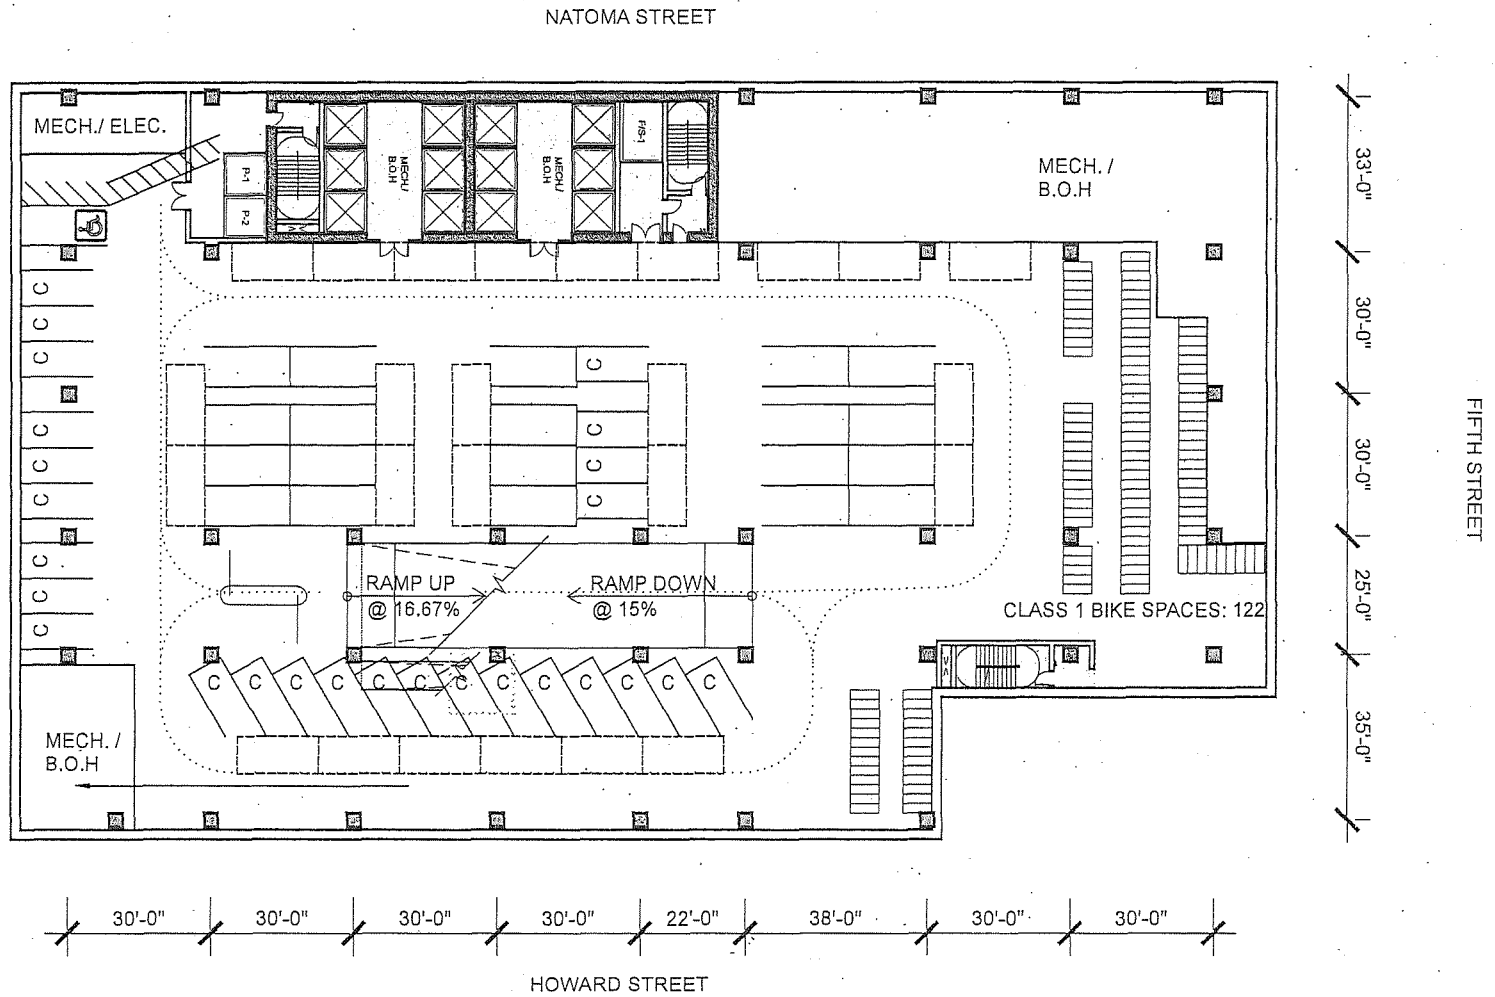 NATOMA STREET
MECH./ ELEC.
P-1
P-2
MECH./
B.O.H
MECH./
B.O.H
F/S-1
MECH. /
B.O.H
33'-0"
C
C
C
30'-0"
C
C
C
C
C
C
C
30'-0"
FIFTH STREET
C
C
C
RAMP UP
@ 16.67%
RAMP DOWN
@ 15%
25'-0"
CLASS 1 BIKE SPACES: 122
C
C
C
C
C
C
C
C
C
C
C
C
C
MECH. /
B.O.H
35'-0"
30'-0"
30'-0"
30'-0"
30'-0"
22'-0"
38'-0"
30'-0"
30'-0"
HOWARD STREET